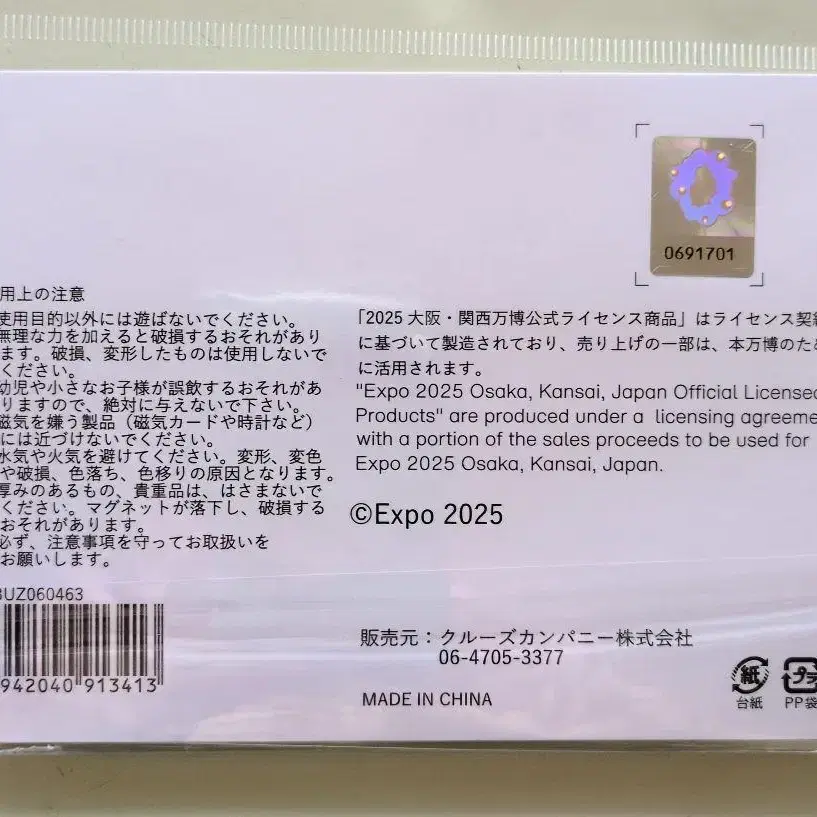 0691701
用上の注意
使用目的以外には遊ばないでください。
無理な力を加えると破損するおそれがあり
ます。破損、変形したものは使用しないで
ください。
幼児や小さなお子様が誤飲するおそれがあ
りますので、絶対に与えないで下さい。
磁気を嫌う製品（磁気カードや時計など）
には近づけないでください。
水気や火気を避けてください。変形、変色
や破損、色落ち、色移りの原因となります。
厚みのあるもの、貴重品は、はさまないで
ください。マグネットが落下し、破損する
おそれがあります。
必ず、注意事項を守ってお取扱いを
お願いします。
「2025 大阪・関西万博公式ライセンス商品」はライセンス契約
に基づいて製造されており、売り上げの一部は、本万博のため
に活用されます。
"Expo 2025 Osaka, Kansai, Japan Official Licensed
Products" are produced under a licensing agreeme
with a portion of the sales proceeds to be used for
Expo 2025 Osaka, Kansai, Japan.
©Expo 2025
UZ060463
942040 913413
販売元：クルーズカンパニー株式会社
06-4705-3377
MADE IN CHINA
紙
台紙
プラ
PP袋